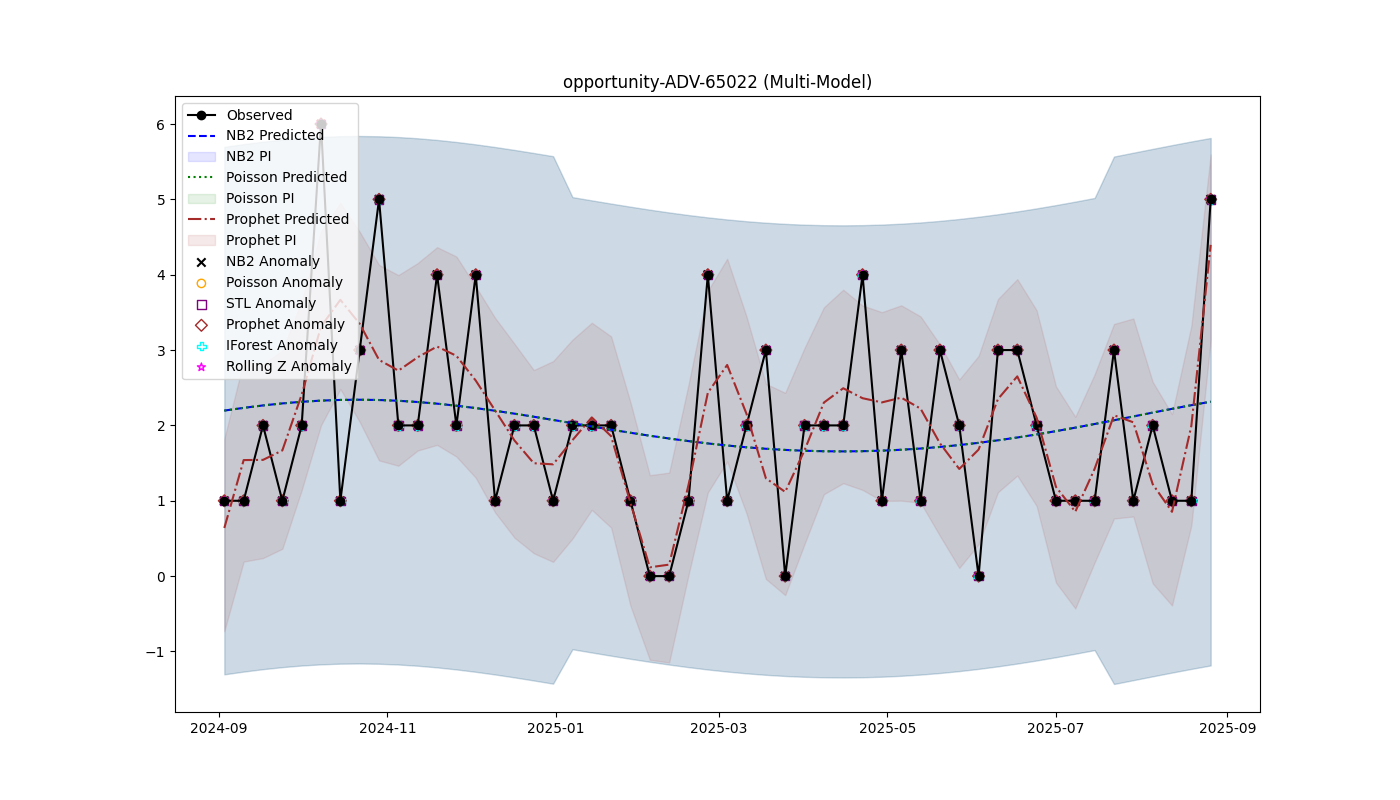 opportunity-ADV-65022 (Multi-Model)
Observed
NB2 Predicted
NB2 PI
Poisson Predicted
Poisson PI
Prophet Predicted
Prophet PI
NB2 Anomaly
Poisson Anomaly
STL Anomaly
Prophet Anomaly
IForest Anomaly
Rolling Z Anomaly
6
5
4
3
2
1
0
−1
2024-09
2024-11
2025-01
2025-03
2025-05
2025-07
2025-09